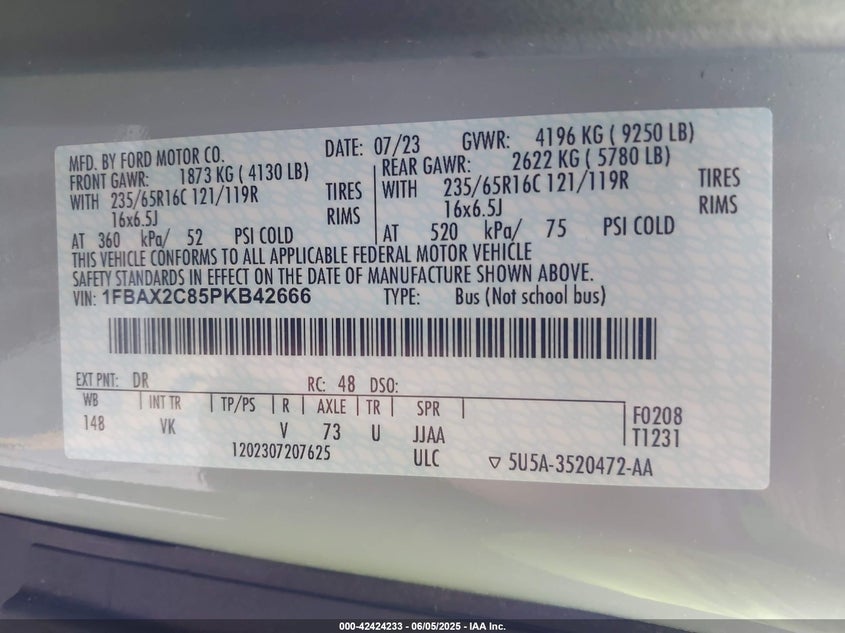 MFD. BY FORD MOTOR CO. DATE: 07/23 GVWR: 4196 KG ( 9250 LB)
FRONT GAWR: 1873 KG ( 4130 LB) REAR GAWR: 2622 KG ( 5780 LB)
WITH 235/65R16C 121/119R TIRES WITH 235/65R16C 121/119R TIRES
16x6.5J RIMS 16x6.5J RIMS
AT 360 kPa/ 52 PSI COLD AT 520 kPa/ 75 PSI COLD
THIS VEHICLE CONFORMS TO ALL APPLICABLE FEDERAL MOTOR VEHICLE
SAFETY STANDARDS IN EFFECT ON THE DATE OF MANUFACTURE SHOWN ABOVE.
VIN: 1FBAX2C85PKB42666 TYPE: Bus (Not school bus)
EXT PNT: DR RC: 48 DSO:
WB INT TR TP/PS R AXLE TR SPR F0208
148 VK V 73 U JJAA T1231
1202307207625 ULC ▽ 5U5A-3520472-AA
000-42424233 - 06/05/2025 - IAA Inc.